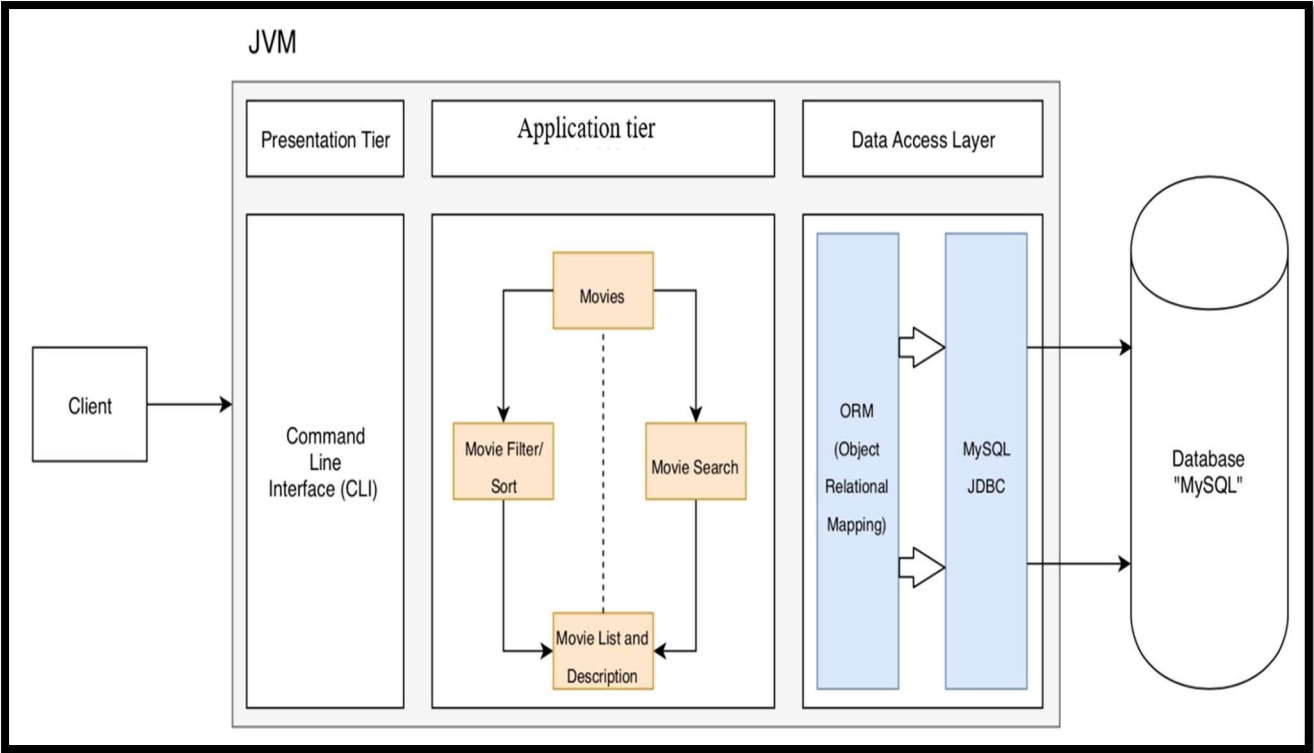 JVM
Presentation Tier
Application tier
Data Access Layer
Client
Command
Line
Interface (CLI)
Movies
Movie Filter/
Sort
Movie Search
Movie List and
Description
ORM
(Object
Relational
Mapping)
MySQL
JDBC
Database
"MySQL"